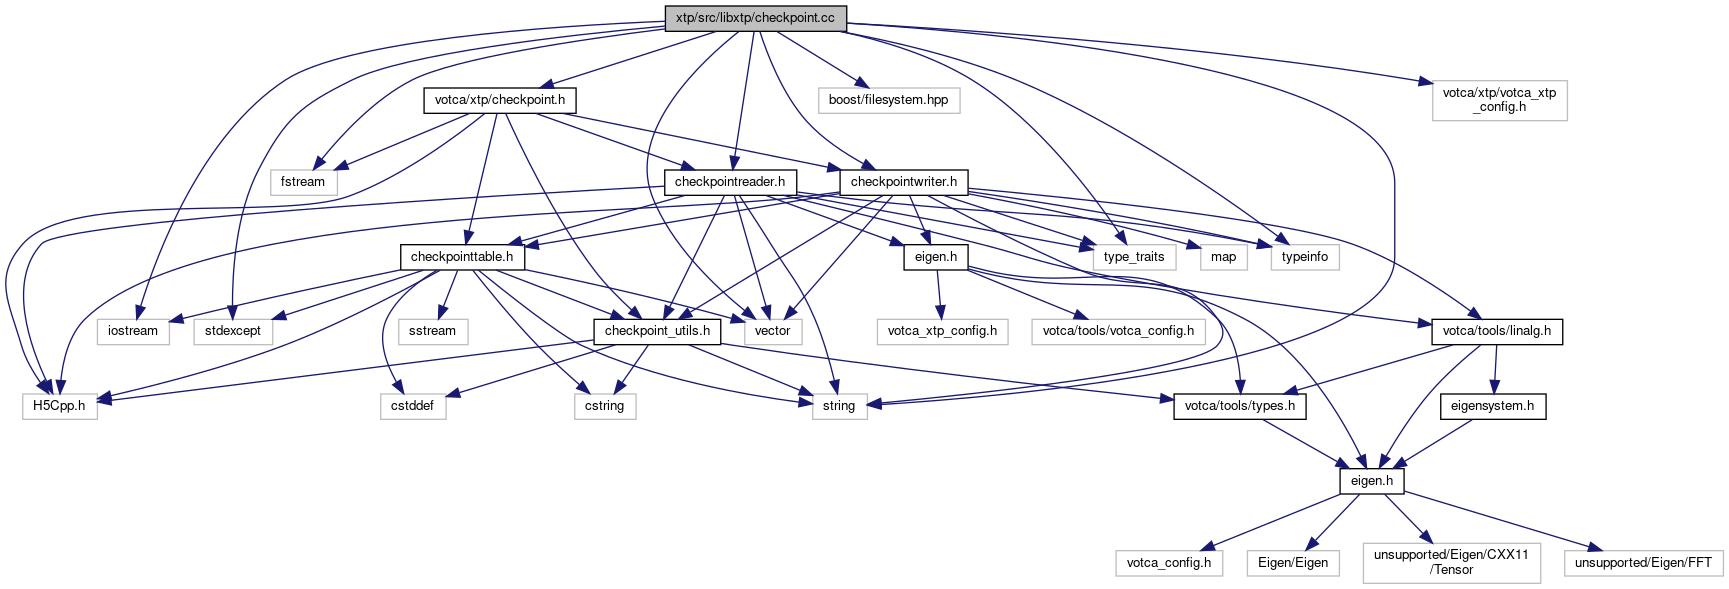 xtp/src/libxtp/checkpoint.cc
votca/xtp/checkpoint.h
boost/filesystem.hpp
votca/xtp/votca_xtp
_config.h
fstream
checkpointreader.h
checkpointwriter.h
checkpointtable.h
eigen.h
type_traits
map
typeinfo
iostream
stdexcept
sstream
checkpoint_utils.h
vector
votca_xtp_config.h
votca/tools/votca_config.h
votca/tools/linalg.h
H5Cpp.h
cstddef
cstring
string
votca/tools/types.h
eigensystem.h
eigen.h
votca_config.h
Eigen/Eigen
unsupported/Eigen/CXX11
/Tensor
unsupported/Eigen/FFT